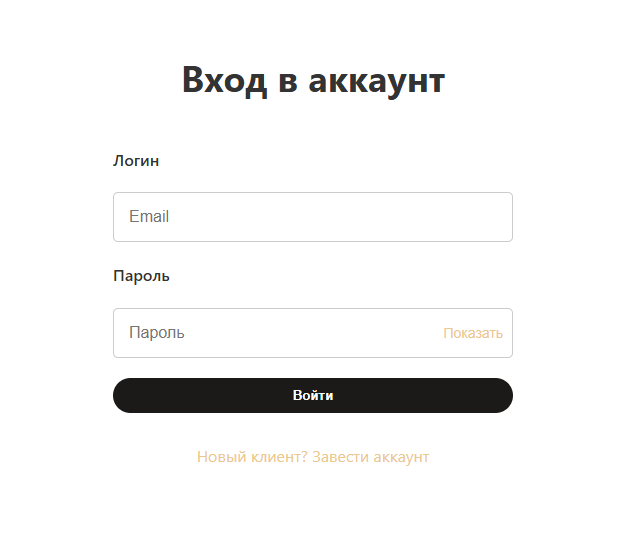 Вход в аккаунт
Логин
Email
Пароль
Пароль Показать
Войти
Новый клиент? Завести аккаунт